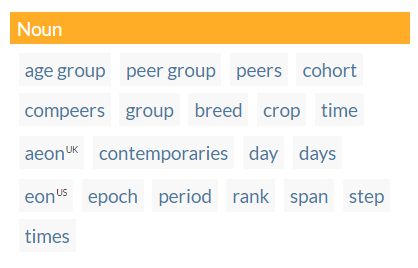 Noun
age group peer group peers cohort
compeers group breed crop time
aeonUK contemporaries day days
eonUS epoch period rank span step
times